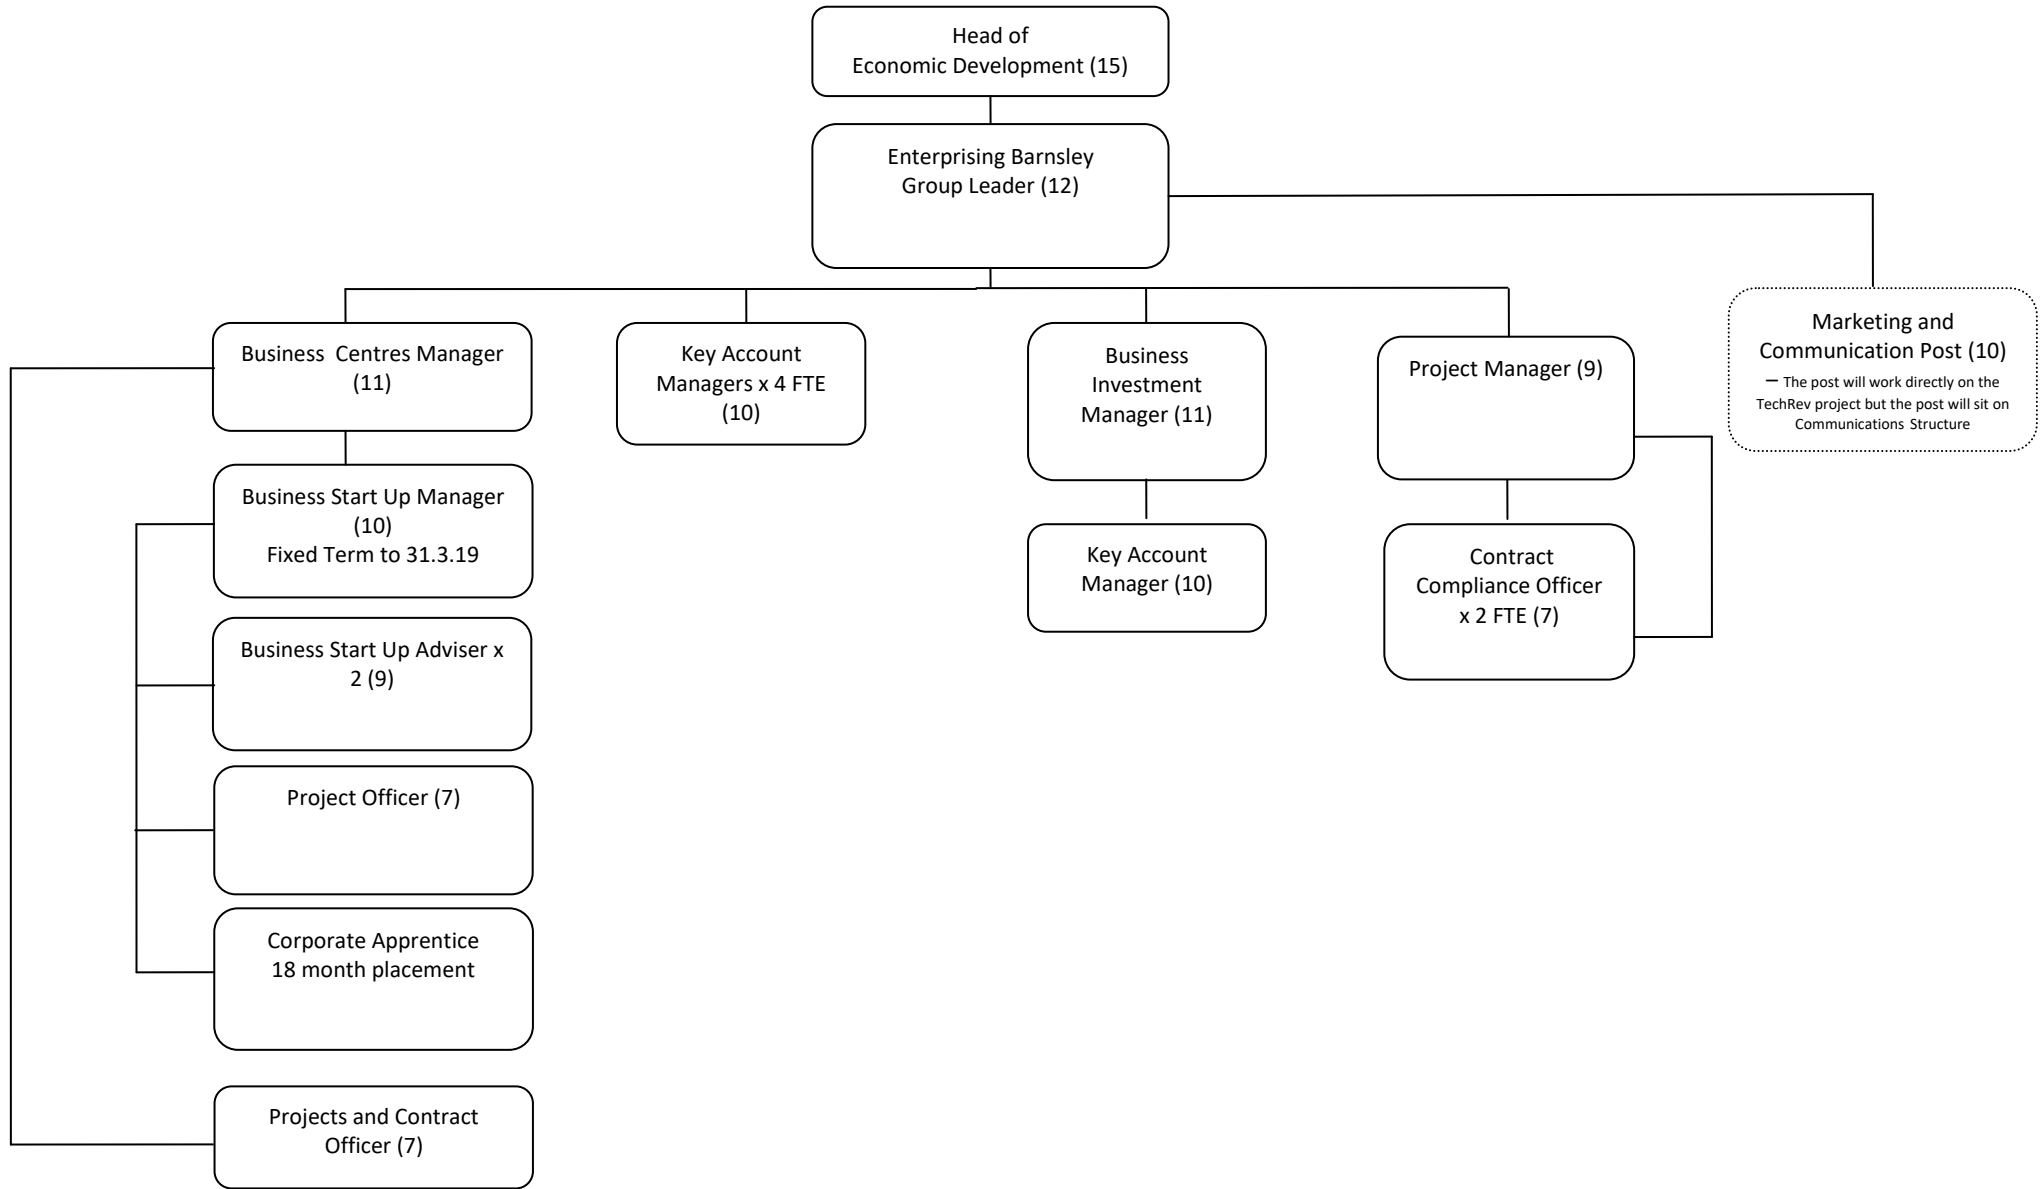 Head of
Economic Development (15)
Enterprising Barnsley
Group Leader (12)
Business Centres Manager
(11)
Key Account
Managers x 4 FTE
(10)
Business
Investment
Manager (11)
Project Manager (9)
Marketing and
Communication Post (10)
– The post will work directly on the
TechRev project but the post will sit on
Communications Structure
Business Start Up Manager
(10)
Fixed Term to 31.3.19
Key Account
Manager (10)
Contract
Compliance Officer
x 2 FTE (7)
Business Start Up Adviser x
2 (9)
Project Officer (7)
Corporate Apprentice
18 month placement
Projects and Contract
Officer (7)